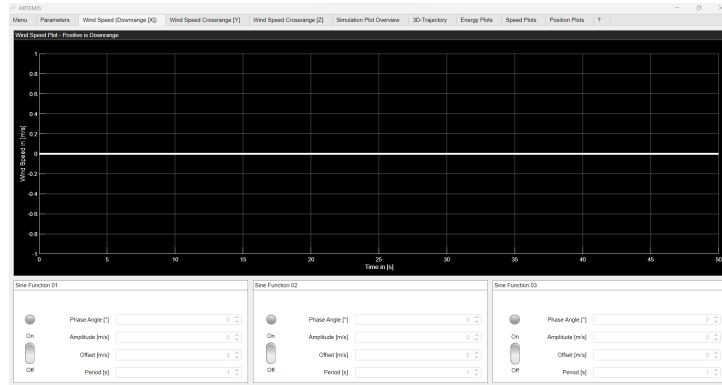 ARTEMIS
Menu Parameters Wind Speed (Downrange [X]) Wind Speed Crossrange [Y] Wind Speed Crossrange [Z] Simulation Plot Overview 3D-Trajectory Energy Plots Speed Plots Position Plots ?
Wind Speed Plot - Positive is Downrange
1
0.8
0.6
0.4
0.2
0
-0.2
-0.4
-0.6
-0.8
-1
Wind Speed in [m/s]
0 5 10 15 20 25 30 35 40 45 50
Time in [s]
Sine Function 01 Sine Function 02 Sine Function 03
Phase Angle [°] 0 Phase Angle [°] 0 Phase Angle [°] 0
On Amplitude [m/s] 0 On Amplitude [m/s] 0 On Amplitude [m/s] 0
Offset [m/s] 0 Offset [m/s] 0 Offset [m/s] 0
Off Period [s] 1 Off Period [s] 1 Off Period [s] 1